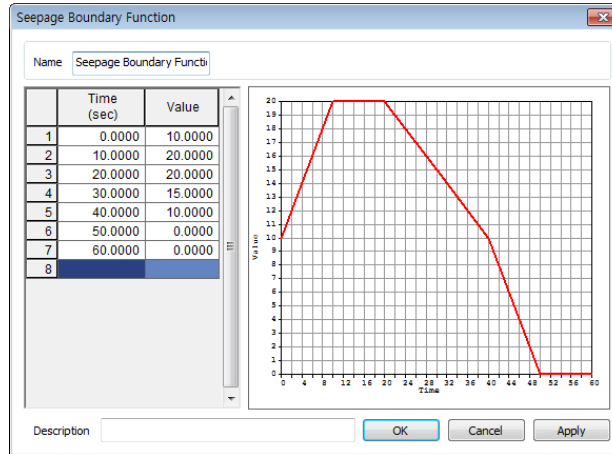 Seepage Boundary Function
Name Seepage Boundary Functi
Time (sec) Value
1 0.0000 10.0000
2 10.0000 20.0000
3 20.0000 20.0000
4 30.0000 15.0000
5 40.0000 10.0000
6 50.0000 0.0000
7 60.0000 0.0000
8
20
19
18
17
16
15
14
13
12
11
10
9
8
7
6
5
4
3
2
1
0
Value
0 4 8 12 16 20 24 28 32 36 40 44 48 52 56 60
Time
Description OK Cancel Apply